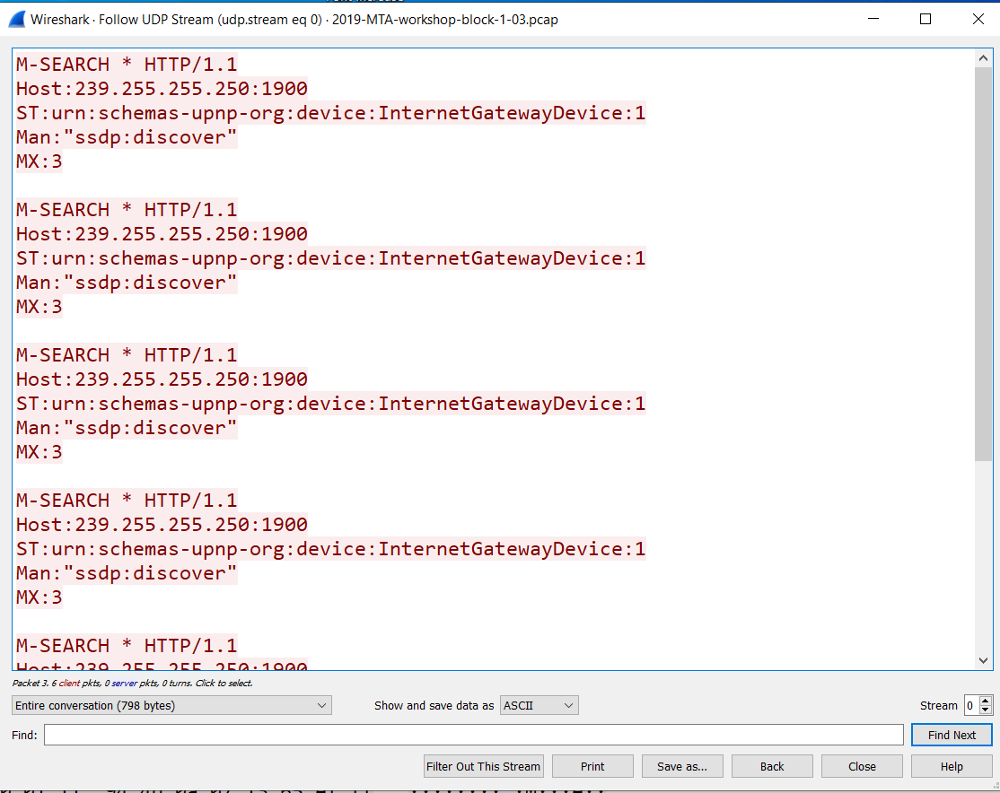 Wireshark · Follow UDP Stream (udp.stream eq 0) · 2019-MTA-workshop-block-1-03.pcap
M-SEARCH * HTTP/1.1
Host:239.255.255.250:1900
ST:urn:schemas-upnp-org:device:InternetGatewayDevice:1
Man:"ssdp:discover"
MX:3
M-SEARCH * HTTP/1.1
Host:239.255.255.250:1900
ST:urn:schemas-upnp-org:device:InternetGatewayDevice:1
Man:"ssdp:discover"
MX:3
M-SEARCH * HTTP/1.1
Host:239.255.255.250:1900
ST:urn:schemas-upnp-org:device:InternetGatewayDevice:1
Man:"ssdp:discover"
MX:3
M-SEARCH * HTTP/1.1
Host:239.255.255.250:1900
ST:urn:schemas-upnp-org:device:InternetGatewayDevice:1
Man:"ssdp:discover"
MX:3
M-SEARCH * HTTP/1.1
Host:239.255.255.250:1900
Packet 3. 6 client pkts, 0 server pkts, 0 turns. Click to select.
Entire conversation (798 bytes) Show and save data as ASCII Stream 0
Find: Find Next
Filter Out This Stream Print Save as... Back Close Help